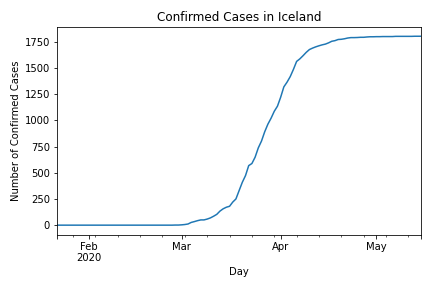 Confirmed Cases in Iceland
Number of Confirmed Cases
1750
1500
1250
1000
750
500
250
0
Feb
2020
Mar
Apr
May
Day